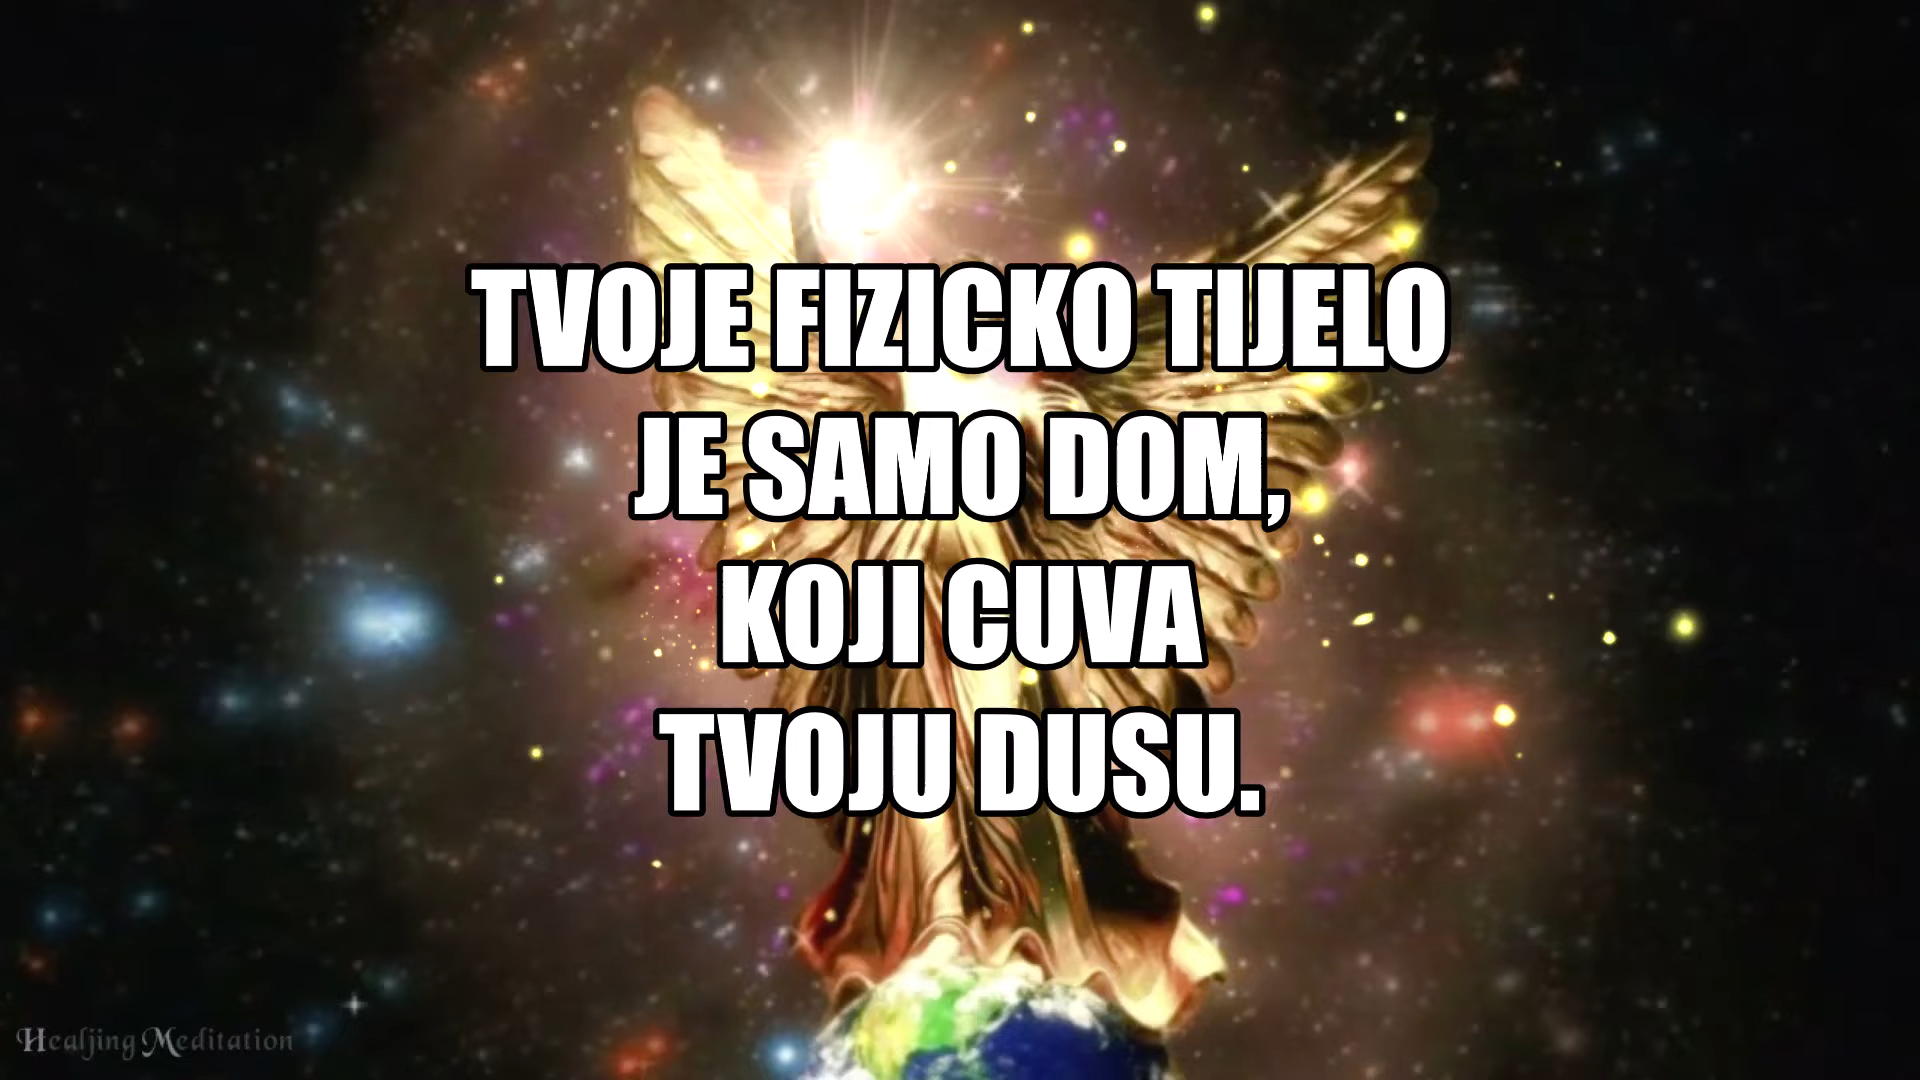 TVOJE FIZICKO TIJELO
JE SAMO DOM,
KOJI CUVA
TVOJU DUSU.
Healjing Meditation